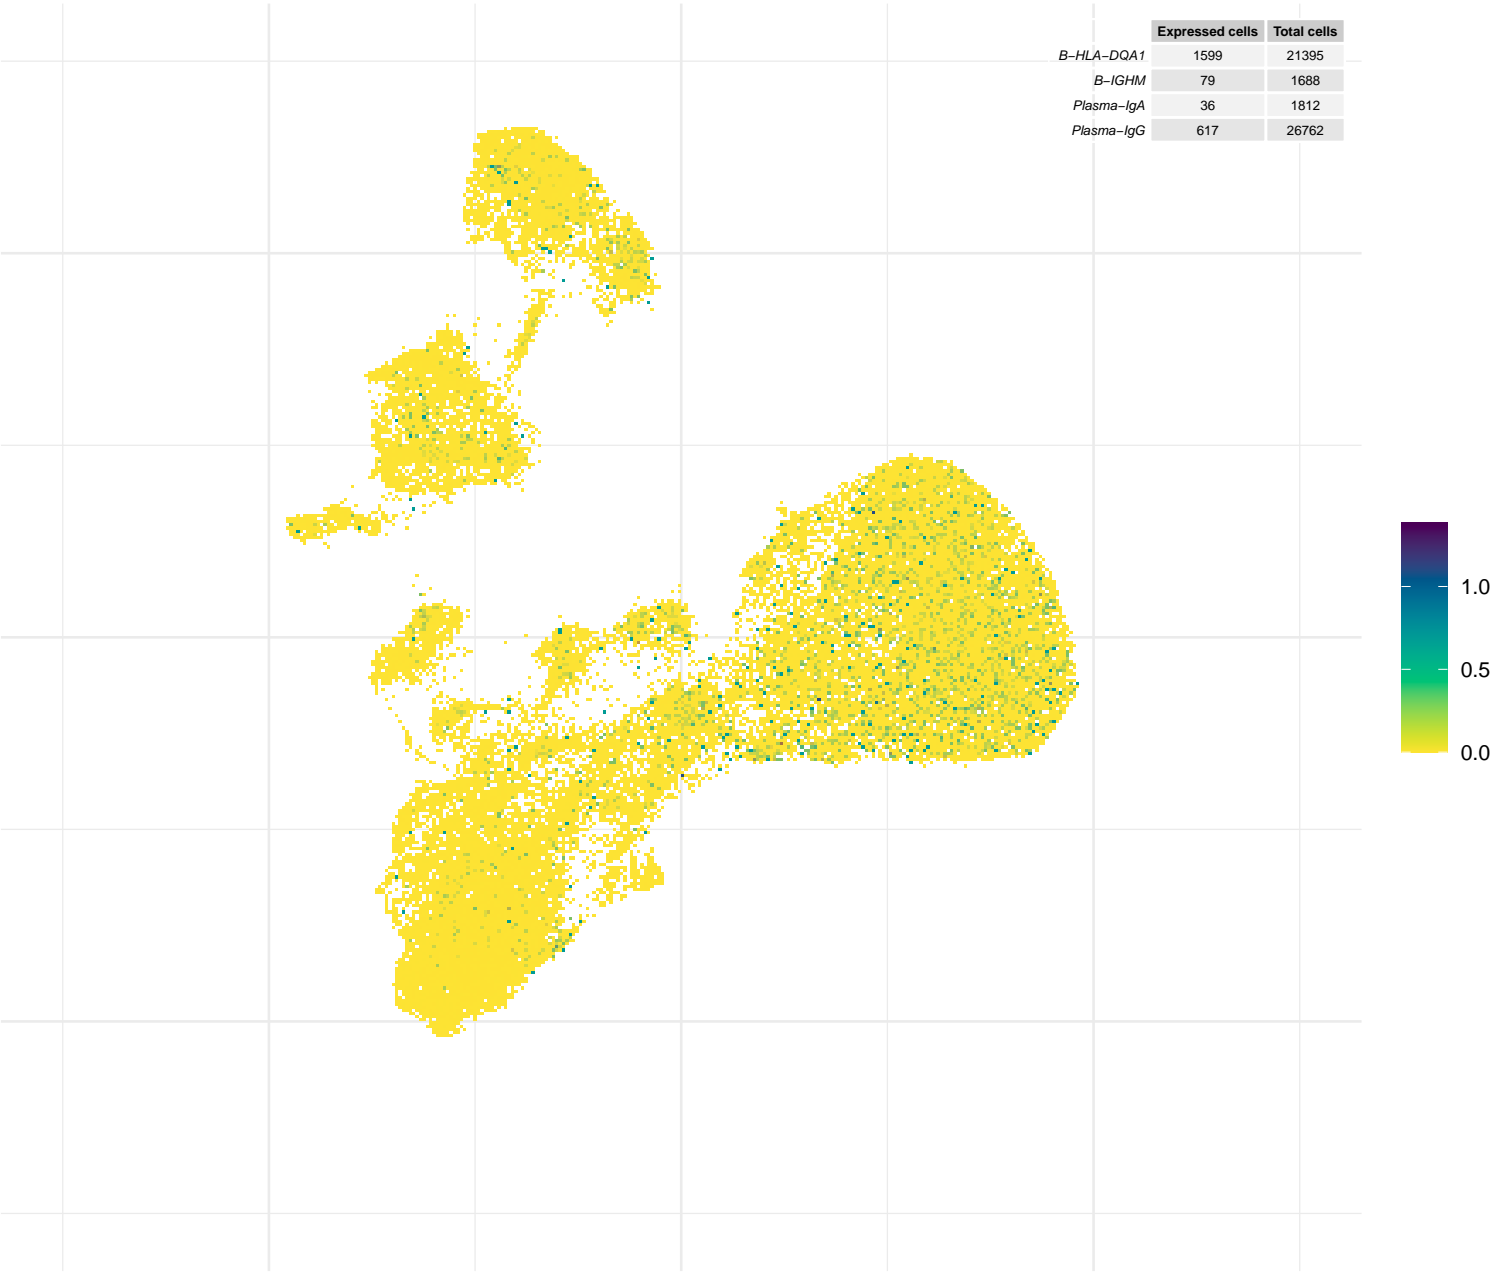 Expressed cells Total cells
B−HLA−DQA1 1599 21395
B−IGHM 79 1688
Plasma−IgA 36 1812
Plasma−IgG 617 26762
1.0
0.5
0.0